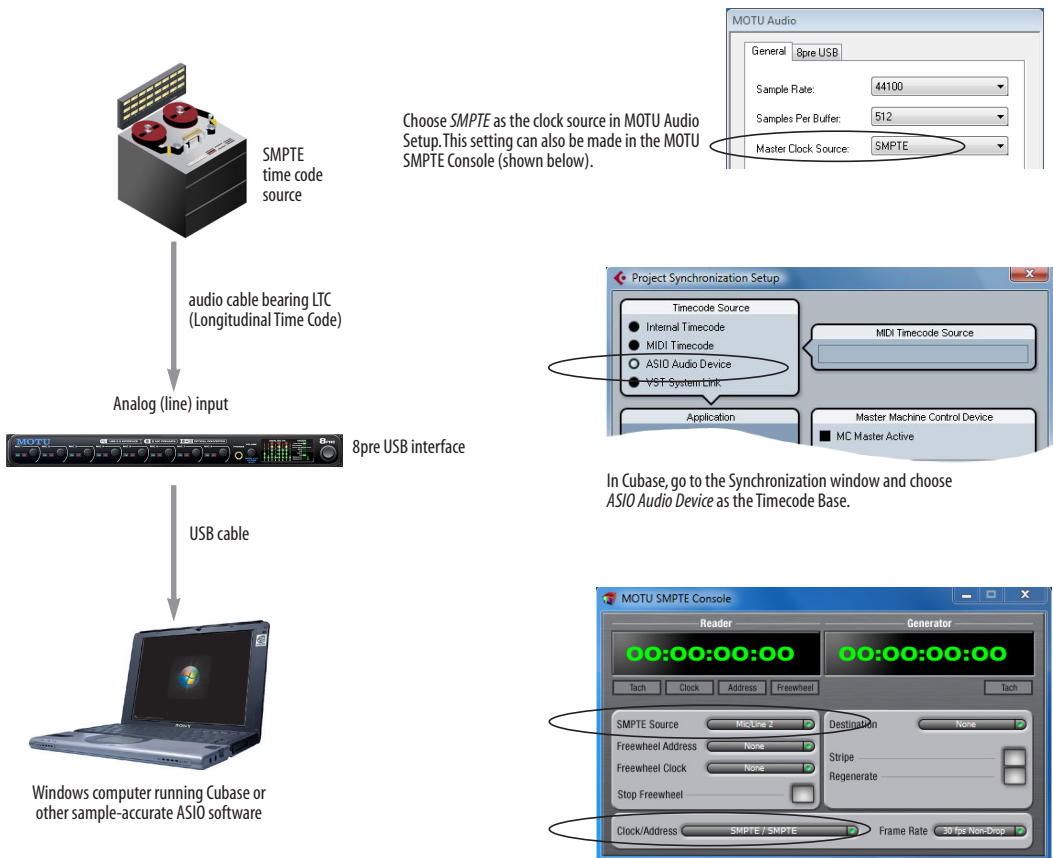 MOTU Audio
General
8pre USB
Sample Rate:
44100
Samples Per Buffer:
512
Master Clock Source:
SMPTE
Choose SMPTE as the clock source in MOTU Audio
Setup. This setting can also be made in the MOTU
SMPTE Console (shown below).
SMPTE
time code
source
audio cable bearing LTC
(Longitudinal Time Code)
Analog (line) input
MOTU
8PRE
8pre USB interface
USB cable
SONY
Windows computer running Cubase or
other sample-accurate ASIO software
Project Synchronization Setup
Timecode Source
Internal Timecode
MIDI Timecode
ASIO Audio Device
VST System Link
MIDI Timecode Source
Application
Master Machine Control Device
MC Master Active
In Cubase, go to the Synchronization window and choose
ASIO Audio Device as the Timecode Base.
MOTU SMPTE Console
Reader
Generator
00:00:00:00
00:00:00:00
Tach
Clock
Address
Freewheel
Tach
SMPTE Source
Mic/Line 2
Destination
None
Freewheel Address
None
Freewheel Clock
None
Stripe
Regenerate
Stop Freewheel
Clock/Address
SMPTE / SMPTE
Frame Rate
30 fps Non-Drop